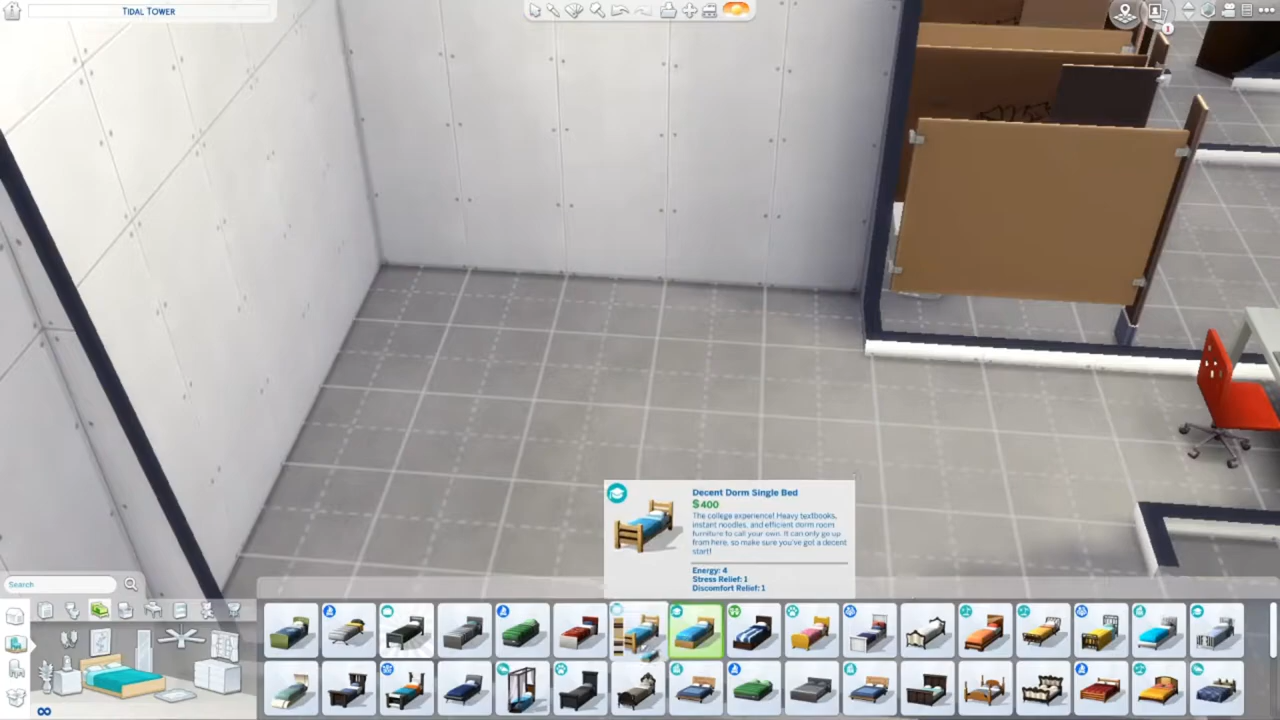 TIDAL TOWER
1
Decent Dorm Single Bed
§400
The college experience! Heavy textbooks,
instant noodles, and efficient dorm room
furniture to call your own. It can only go up
from here, so make sure you've got a decent
start!
Energy: 4
Stress Relief: 1
Discomfort Relief: 1
Search